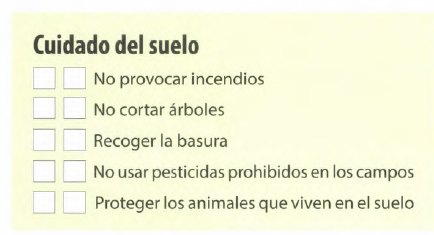 Cuidado del suelo
No provocar incendios
No cortar árboles
Recoger la basura
No usar pesticidas prohibidos en los campos
Proteger los animales que viven en el suelo